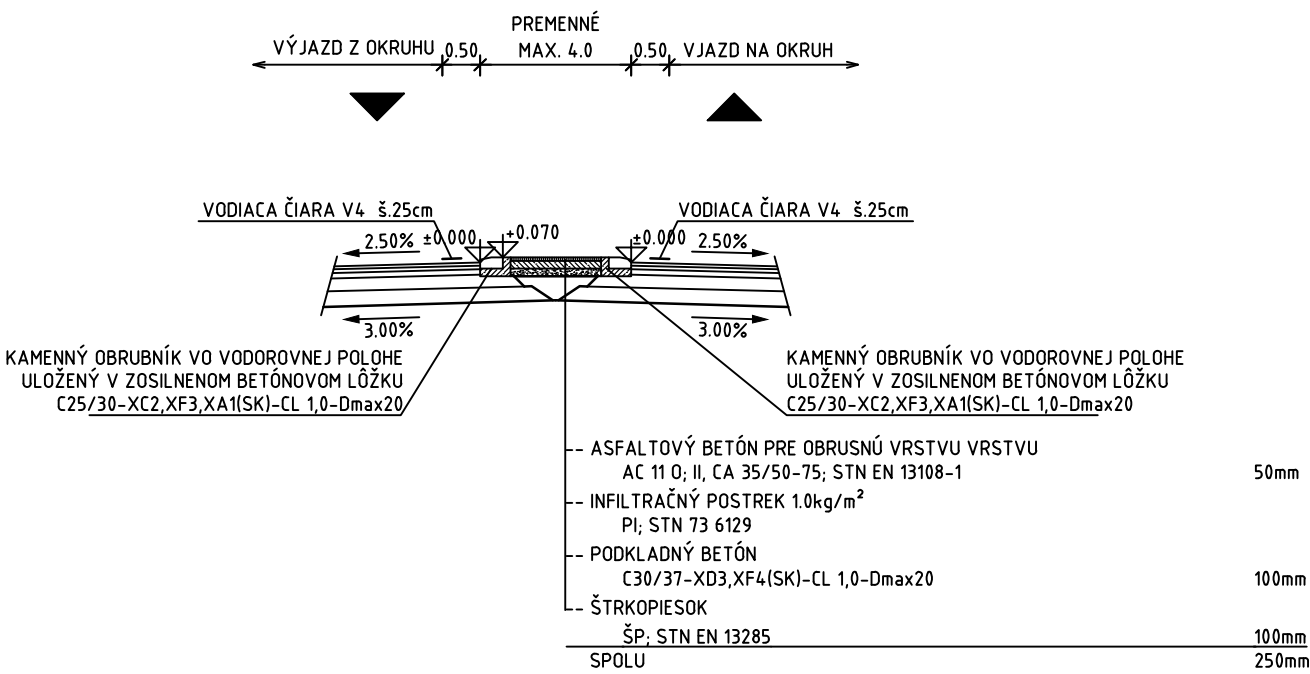 PREMENNÉ
VÝJAZD Z OKRUHU 0.50 MAX. 4.0 0.50 VJAZD NA OKRUH
VODIACA ČIARA V4 š.25cm VODIACA ČIARA V4 š.25cm
2.50% ±0.000 +0.070 ±0.000 2.50%
3.00% 3.00%
KAMENNÝ OBRUBNÍK VO VODOROVNEJ POLOHE
ULOŽENÝ V ZOSILNENOM BETÓNOVOM LÔŽKU
C25/30-XC2,XF3,XA1(SK)-CL 1,0-Dmax20
KAMENNÝ OBRUBNÍK VO VODOROVNEJ POLOHE
ULOŽENÝ V ZOSILNENOM BETÓNOVOM LÔŽKU
C25/30-XC2,XF3,XA1(SK)-CL 1,0-Dmax20
ASFALTOVÝ BETÓN PRE OBRUSNÚ VRSTVU VRSTVU
AC 11 O; II, CA 35/50-75; STN EN 13108-1 50mm
INFILTRAČNÝ POSTREK 1.0kg/m²
PI; STN 73 6129
PODKLADNÝ BETÓN
C30/37-XD3,XF4(SK)-CL 1,0-Dmax20 100mm
ŠTRKOPIESOK
ŠP; STN EN 13285 100mm
SPOLU 250mm